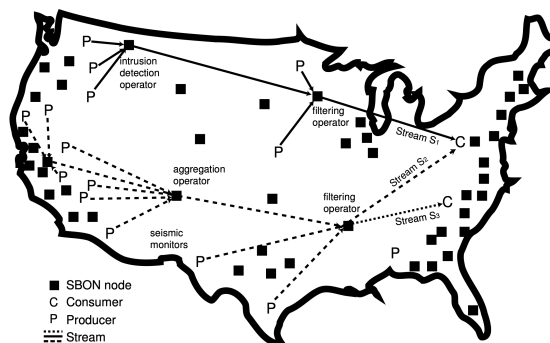 P
P
P
intrusion
detection
operator
P
P
filtering
operator
Stream S1
C
P
P
P
P
P
P
P
aggregation
operator
seismic
monitors
Stream S2
filtering
operator
C
Stream S3
P
P
P
SBON node
C Consumer
P Producer
Stream